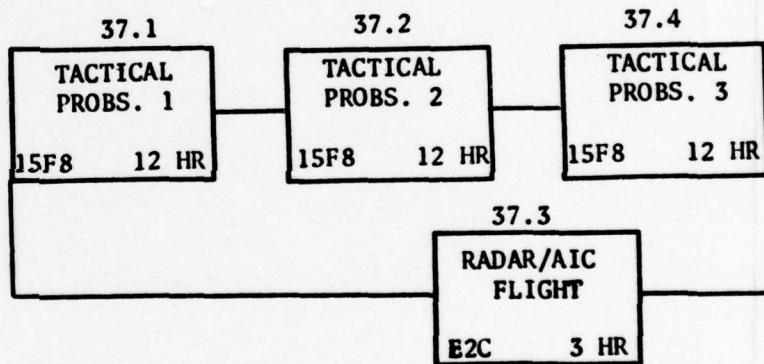 37.1
TACTICAL
PROBS. 1
15F8 12 HR
37.2
TACTICAL
PROBS. 2
15F8 12 HR
37.4
TACTICAL
PROBS. 3
15F8 12 HR
37.3
RADAR/AIC
FLIGHT
E2C 3 HR